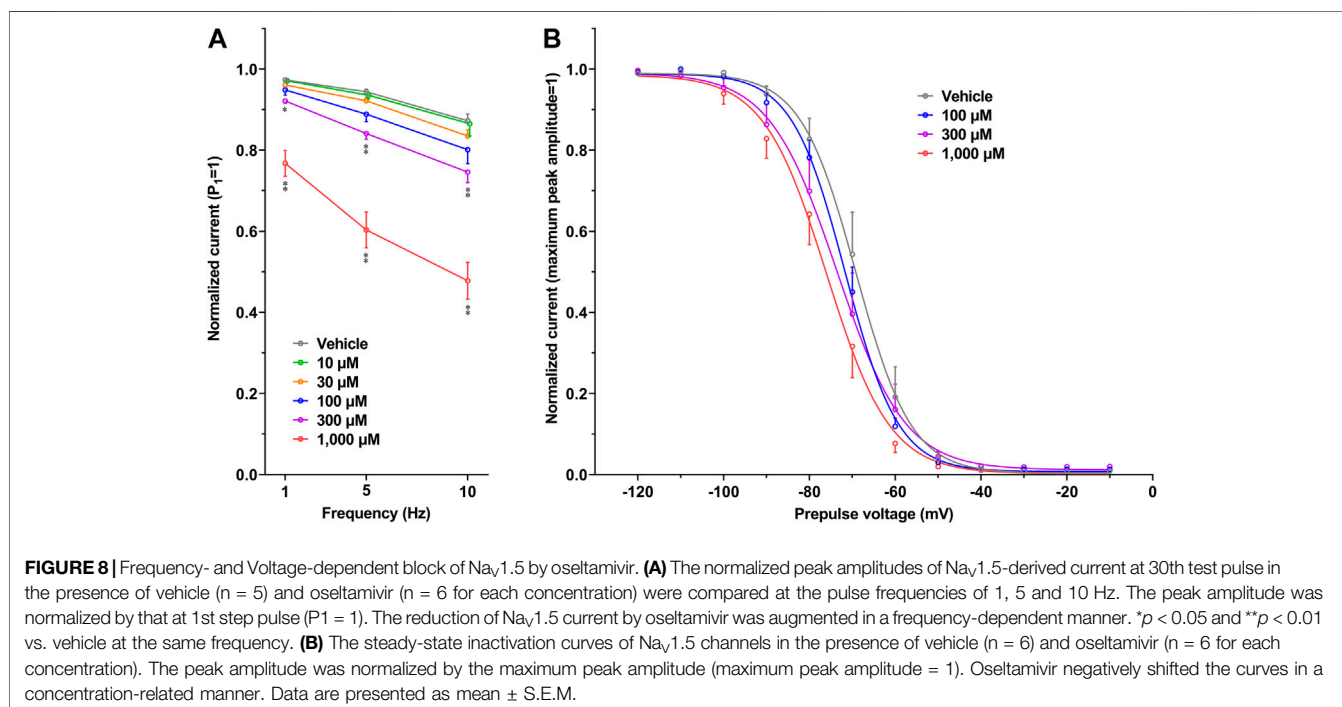 A
Normalized current (P₁=1)
1.0
0.8
0.6
0.4
0.2
0.0
*
**
**
**
**
**
Vehicle
10 µM
30 µM
100 µM
300 µM
1,000 µM
1
5
10
Frequency (Hz)
B
Normalized current (maximum peak amplitude=1)
1.0
0.8
0.6
0.4
0.2
0.0
Vehicle
100 µM
300 µM
1,000 µM
-120
-100
-80
-60
-40
-20
0
Prepulse voltage (mV)
FIGURE 8 | Frequency- and Voltage-dependent block of NaV1.5 by oseltamivir. (A) The normalized peak amplitudes of NaV1.5-derived current at 30th test pulse in
the presence of vehicle (n = 5) and oseltamivir (n = 6 for each concentration) were compared at the pulse frequencies of 1, 5 and 10 Hz. The peak amplitude was
normalized by that at 1st step pulse (P1 = 1). The reduction of NaV1.5 current by oseltamivir was augmented in a frequency-dependent manner. *p < 0.05 and **p < 0.01
vs. vehicle at the same frequency. (B) The steady-state inactivation curves of NaV1.5 channels in the presence of vehicle (n = 6) and oseltamivir (n = 6 for each
concentration). The peak amplitude was normalized by the maximum peak amplitude (maximum peak amplitude = 1). Oseltamivir negatively shifted the curves in a
concentration-related manner. Data are presented as mean ± S.E.M.